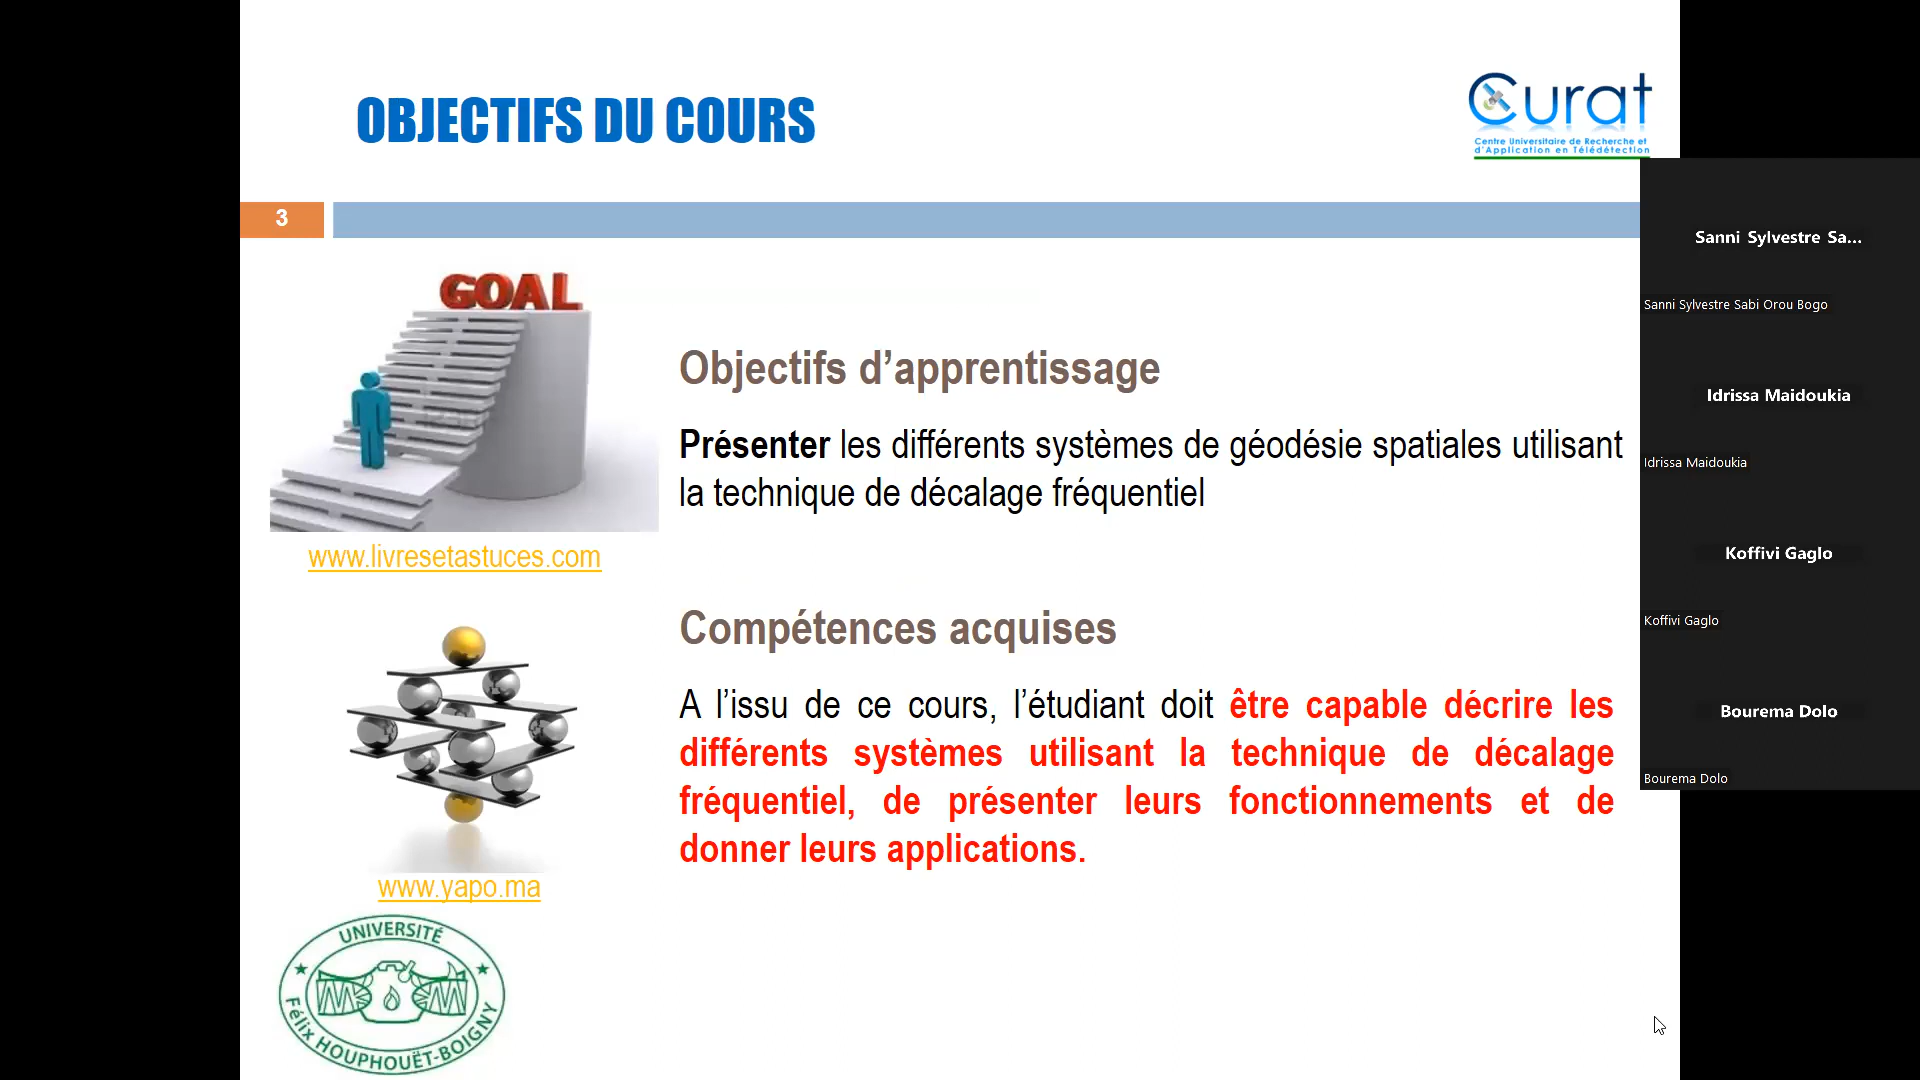 OBJECTIFS DU COURS
Curat
Centre Universitaire de Recherche et
d'Application en Télédétection
3
GOAL
www.livresetastuces.com
Objectifs d’apprentissage
Présenter les différents systèmes de géodésie spatiales utilisant
la technique de décalage fréquentiel
Compétences acquises
A l’issu de ce cours, l’étudiant doit être capable décrire les
différents systèmes utilisant la technique de décalage
fréquentiel, de présenter leurs fonctionnements et de
donner leurs applications.
www.yapo.ma
UNIVERSITÉ
Félix HOUPHOUËT-BOIGNY
Sanni Sylvestre Sa...
Sanni Sylvestre Sabi Orou Bogo
Idrissa Maidoukia
Idrissa Maidoukia
Koffivi Gaglo
Koffivi Gaglo
Bourema Dolo
Bourema Dolo